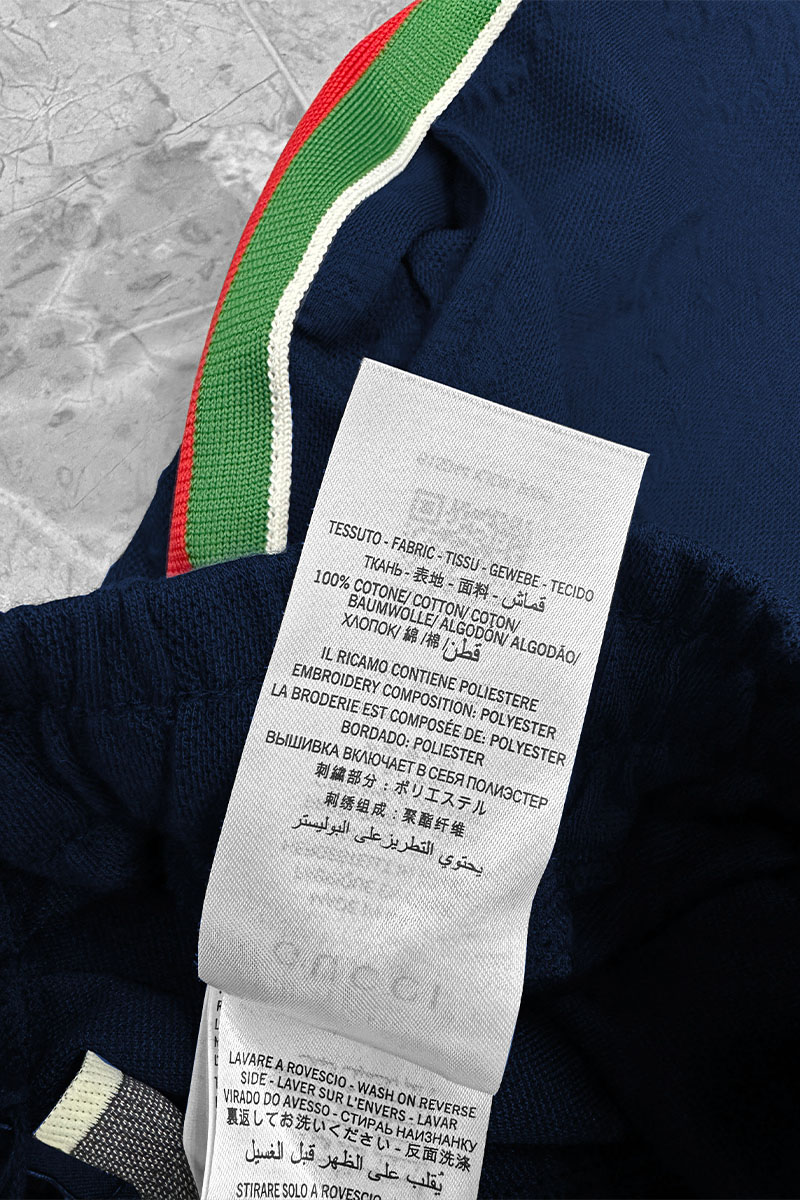 TESSUTO - FABRIC - TISSU - GEWEBE - TECIDO
ТКАНЬ - 表地 - 面料 - قماش
100% COTONE/ COTTON/ COTON/
BAUMWOLLE/ ALGODÓN/ ALGODÃO/
ХЛОПОК/ 綿 /棉/ قطن
IL RICAMO CONTIENE POLIESTERE
EMBROIDERY COMPOSITION: POLYESTER
LA BRODERIE EST COMPOSÉE DE: POLYESTER
BORDADO: POLIESTER
ВЫШИВКА ВКЛЮЧАЕТ В СЕБЯ ПОЛИЭСТЕР
刺繍部分：ポリエステル
刺绣组成：聚酯纤维
يحتوي التطريز على البوليستر
LAVARE A ROVESCIO - WASH ON REVERSE
SIDE - LAVER SUR L'ENVERS - LAVAR
VIRADO DO AVESSO - СТИРАЬ НАИЗНАНКУ
裏返してお洗いください - 反面洗涤
يُقلب على الظهر قبل الغسيل
STIRARE SOLO A ROVESCIO